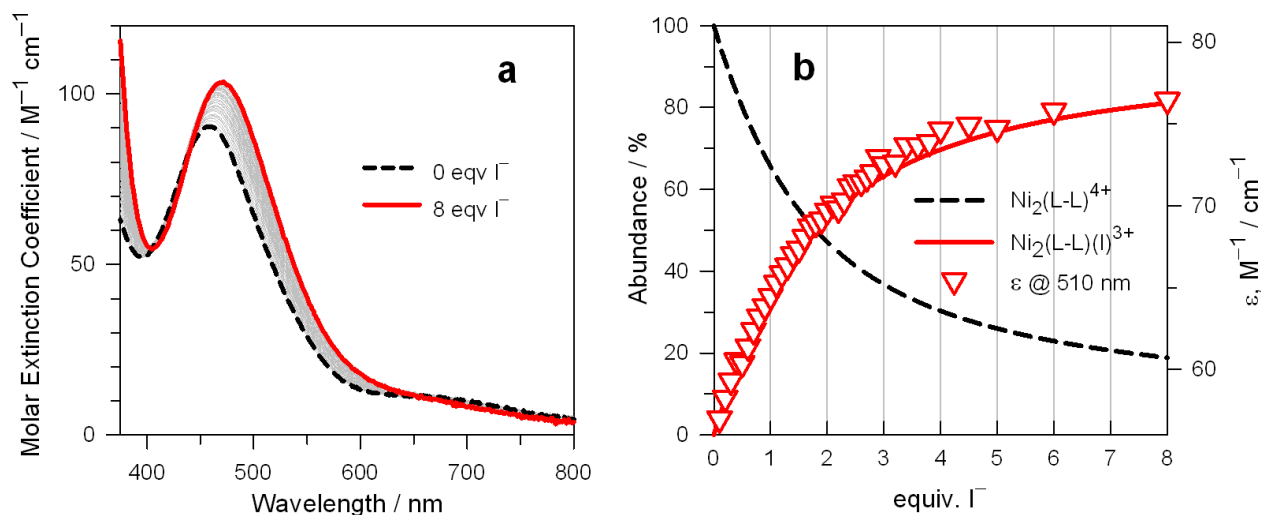 a
Molar Extinction Coefficient / M⁻¹ cm⁻¹
100
50
0
400
500
600
700
800
Wavelength / nm
0 eqv I⁻
8 eqv I⁻
b
Abundance / %
100
80
60
40
20
0
0
1
2
3
4
5
6
7
8
equiv. I⁻
Ni₂(L-L)⁴⁺
Ni₂(L-L)(I)³⁺
ε @ 510 nm
80
70
60
ε, M⁻¹ / cm⁻¹